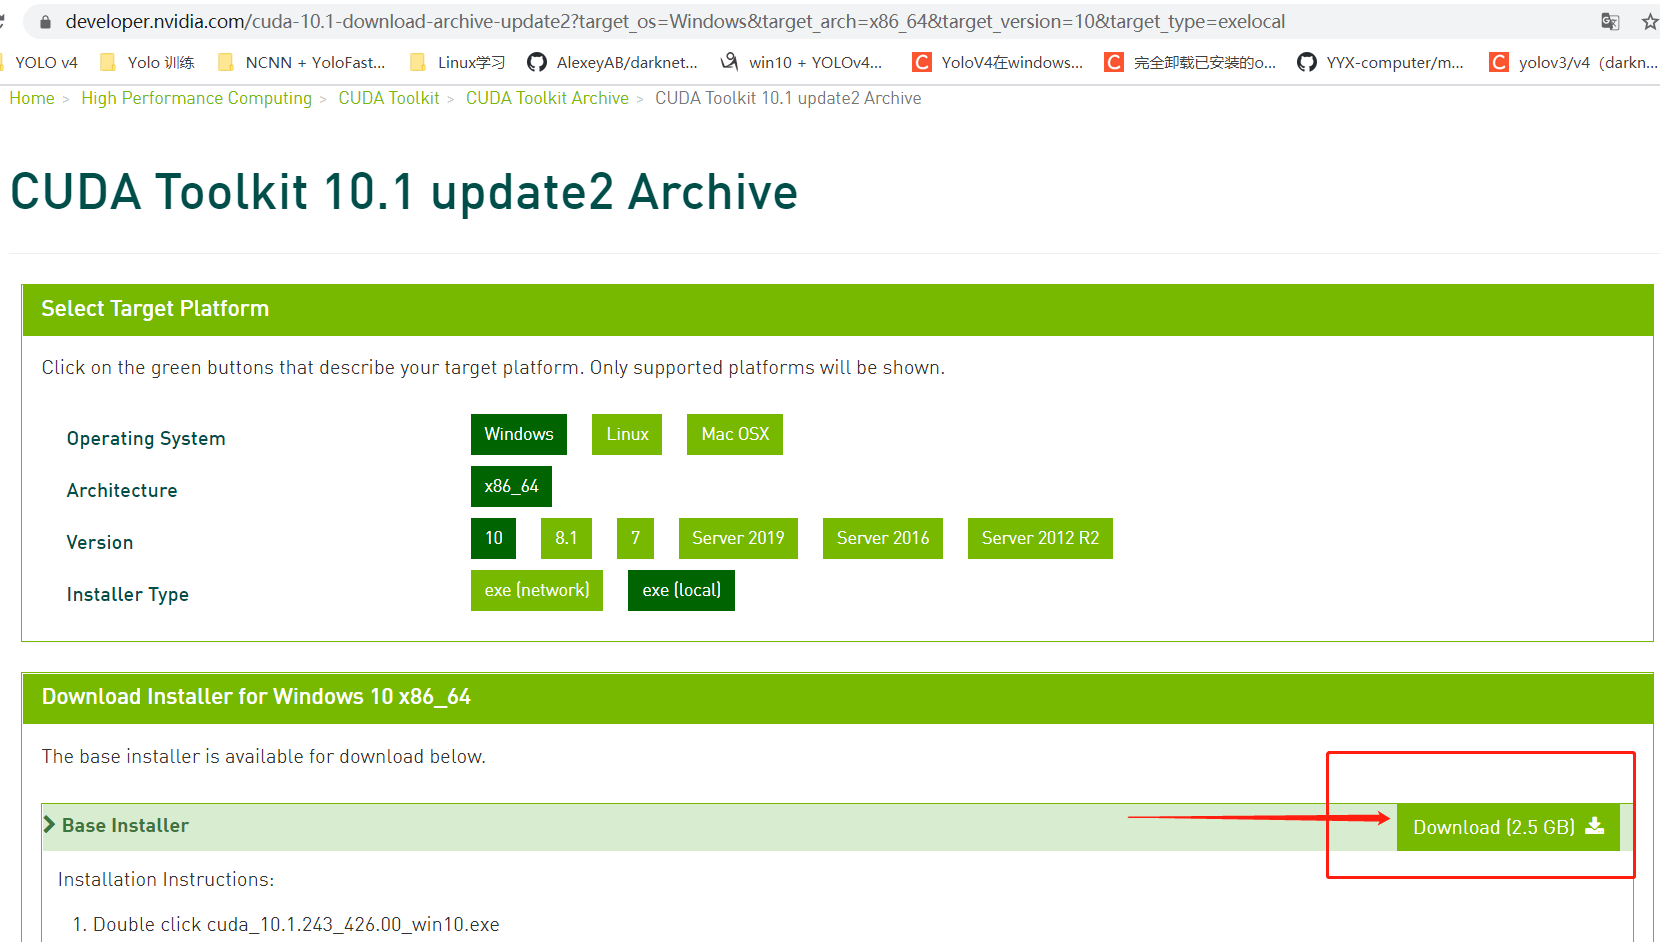 developer.nvidia.com/cuda-10.1-download-archive-update2?target_os=Windows&target_arch=x86_64&target_version=10&target_type=exelocal
YOLO v4 Yolo 训练 NCNN + YoloFast... Linux学习 AlexeyAB/darknet... win10 + YOLOv4... YoloV4在windows... 完全卸载已安装的o... YYX-computer/m... yolov3/v4（darkn...
Home > High Performance Computing > CUDA Toolkit > CUDA Toolkit Archive > CUDA Toolkit 10.1 update2 Archive
CUDA Toolkit 10.1 update2 Archive
Select Target Platform
Click on the green buttons that describe your target platform. Only supported platforms will be shown.
Operating System Windows Linux Mac OSX
Architecture x86_64
Version 10 8.1 7 Server 2019 Server 2016 Server 2012 R2
Installer Type exe (network) exe (local)
Download Installer for Windows 10 x86_64
The base installer is available for download below.
Base Installer Download (2.5 GB)
Installation Instructions:
1. Double click cuda_10.1.243_426.00_win10.exe